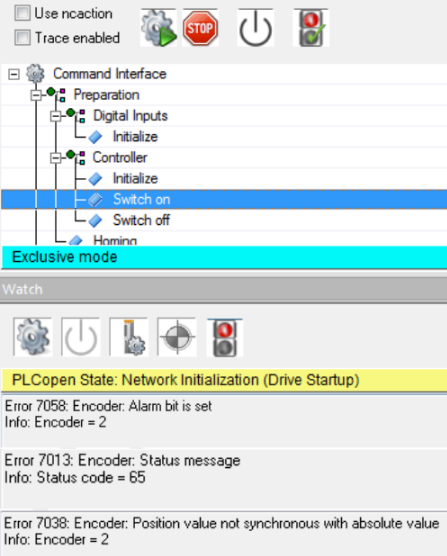 Use ncaction
Trace enabled
STOP
Command Interface
Preparation
Digital Inputs
Initialize
Controller
Initialize
Switch on
Switch off
Homing
Exclusive mode
Watch
PLCopen State: Network Initialization (Drive Startup)
Error 7058: Encoder: Alarm bit is set
Info: Encoder = 2
Error 7013: Encoder: Status message
Info: Status code = 65
Error 7038: Encoder: Position value not synchronous with absolute value
Info: Encoder = 2